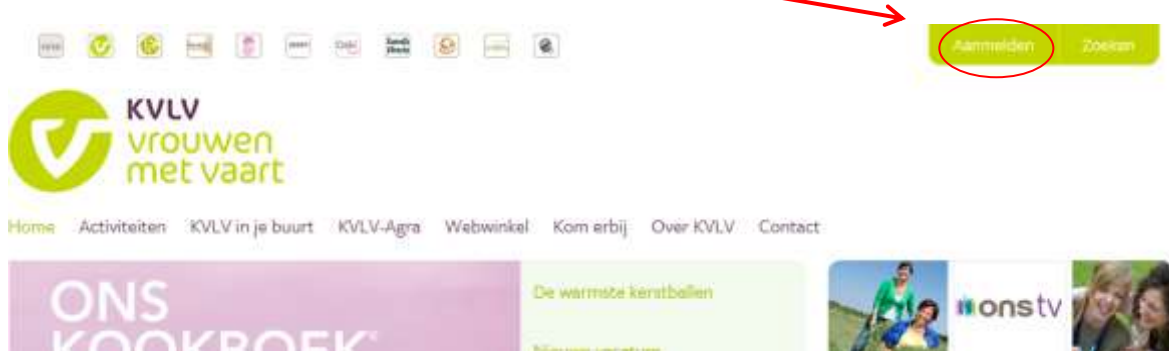 Aanmelden Zoeken
KVLV
vrouwen
met vaart
Home Activiteiten KVLV in je buurt KVLV-Agra Webwinkel Kom erbij Over KVLV Contact
ONS
KOOKBOEK
De warmste kerstballen
onstv